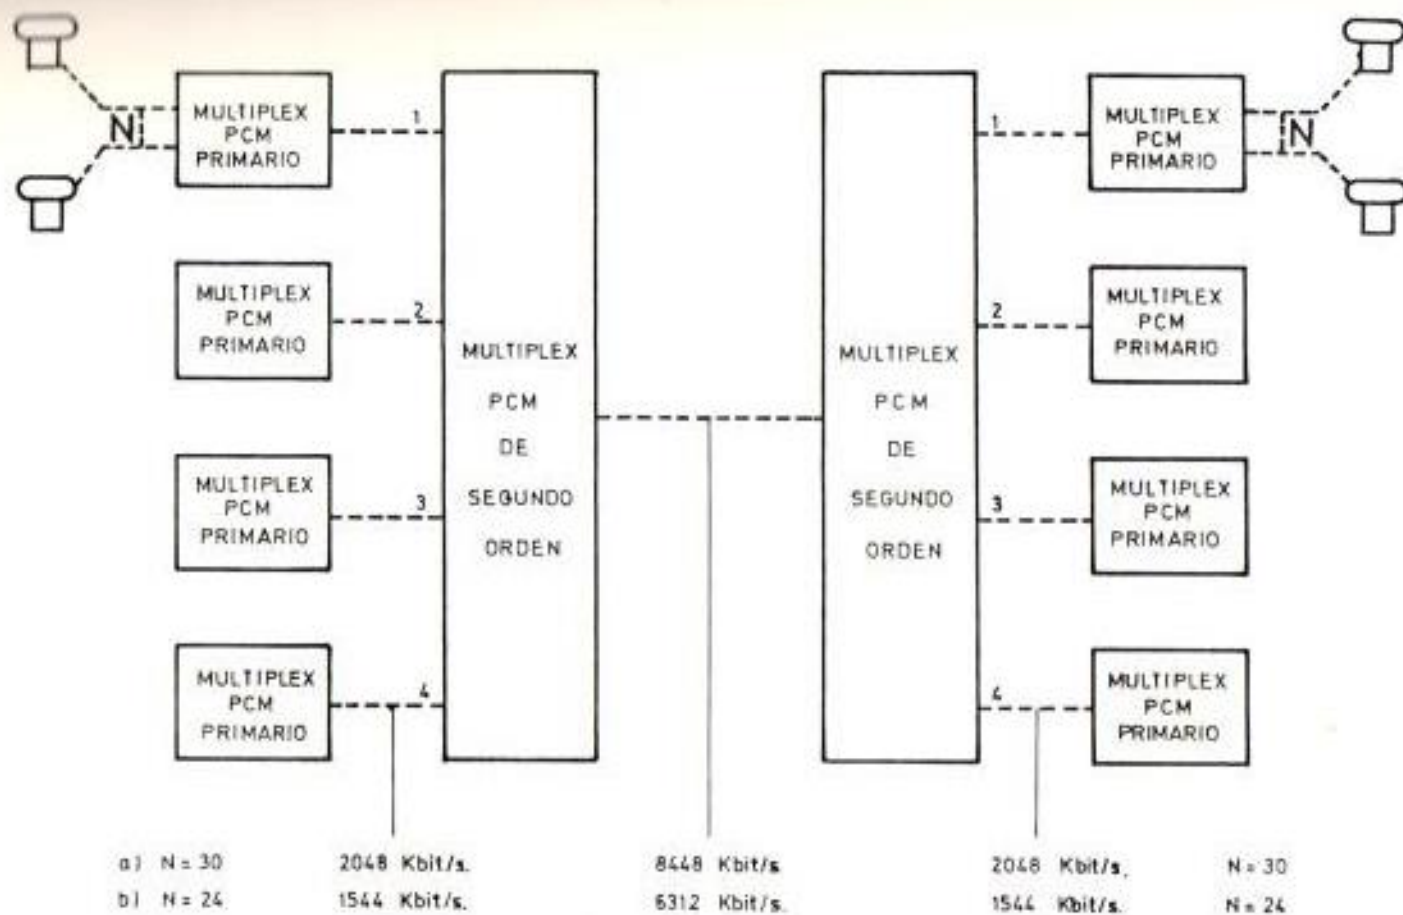 N
MULTIPLEX
PCM
PRIMARIO
1
1
MULTIPLEX
PCM
PRIMARIO
N
MULTIPLEX
PCM
PRIMARIO
2
2
MULTIPLEX
PCM
PRIMARIO
MULTIPLEX
PCM
DE
SEGUNDO
ORDEN
MULTIPLEX
PCM
DE
SEGUNDO
ORDEN
MULTIPLEX
PCM
PRIMARIO
3
3
MULTIPLEX
PCM
PRIMARIO
MULTIPLEX
PCM
PRIMARIO
4
4
MULTIPLEX
PCM
PRIMARIO
a) N = 30 2048 Kbit/s. 8448 Kbit/s 2048 Kbit/s. N = 30
b) N = 24 1544 Kbit/s. 6312 Kbit/s. 1544 Kbit/s. N = 24